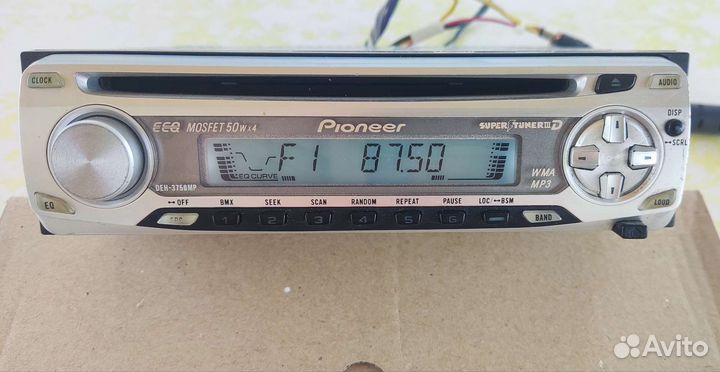 CLOCK
AUDIO
DISP
EEQ MOSFET 50W x 4
Pioneer
SUPER TUNER III D
SCRL
F1 87.50
EQ CURVE
WMA
MP3
DEH-3750MP
EQ
OFF
BMX
SEEK
SCAN
RANDOM
REPEAT
PAUSE
LOC/BSM
LOUD
1
2
3
4
5
6
BAND
Avito